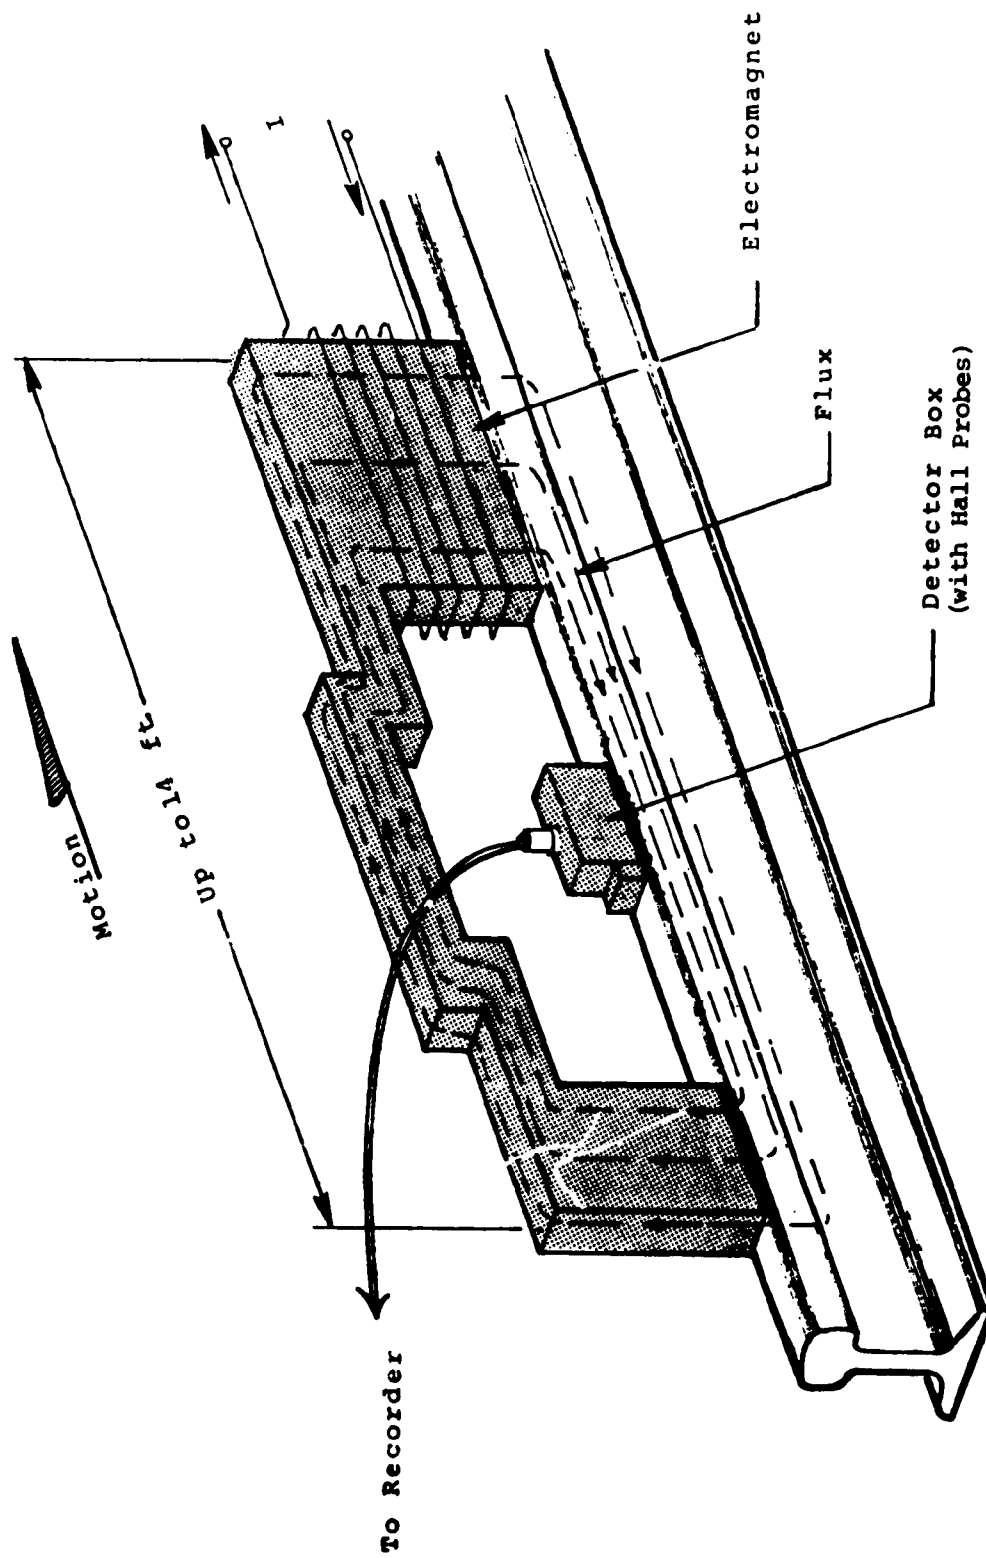 Motion
Up to 14 ft.
I
To Recorder
Electromagnet
Flux
Detector Box
(with Hall Probes)